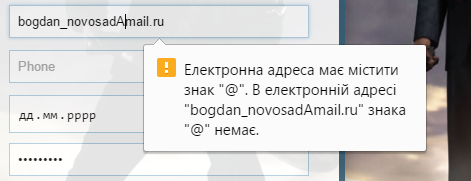 bogdan_novosadAmail.ru
Phone
дд.мм.рррр
Електронна адреса має містити
знак "@". В електронній адресі
"bogdan_novosadAmail.ru" знака
"@" немає.
•••••••••